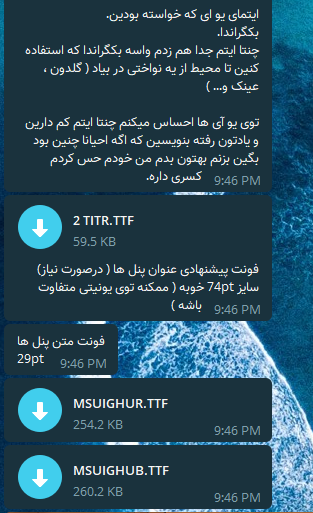 ایتمای یو ای که خواسته بودین.
بکگراندا.
چنتا ایتم جدا هم زدم واسه بکگراندا که استفاده
کنین تا محیط از یه نواختی در بیاد ( گلدون ،
عینک و... )
توی یو آی ها احساس میکنم چنتا ایتم کم دارین
و یادتون رفته بنویسین که اگه احیانا چنین بود
بگین بزنم بهتون بدم من خودم حس کردم
کسری داره.
9:46 PM
2 TITR.TTF
59.5 KB
فونت پیشنهادی عنوان پنل ها ( درصورت نیاز)
سایز 74pt خوبه ( ممکنه توی یونیتی متفاوت
باشه )
9:46 PM
فونت متن پنل ها
29pt
9:46 PM
MSUIGHUR.TTF
254.2 KB
9:46 PM
MSUIGHUB.TTF
260.2 KB
9:46 PM